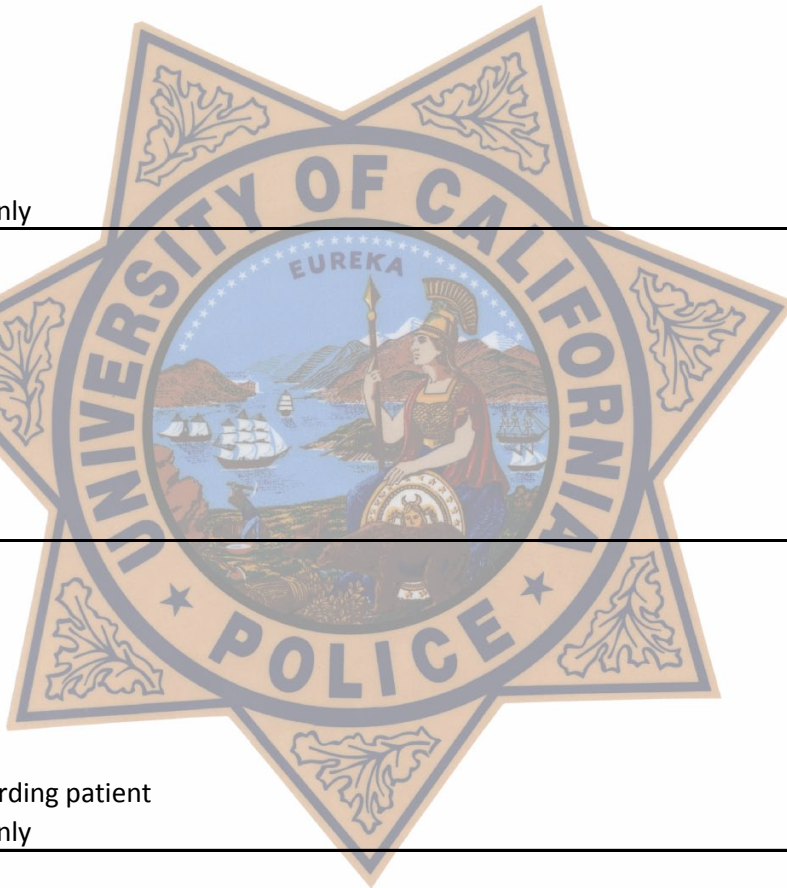 nly
UNIVERSITY OF CALIFORNIA
EUREKA
POLICE
rding patient
nly